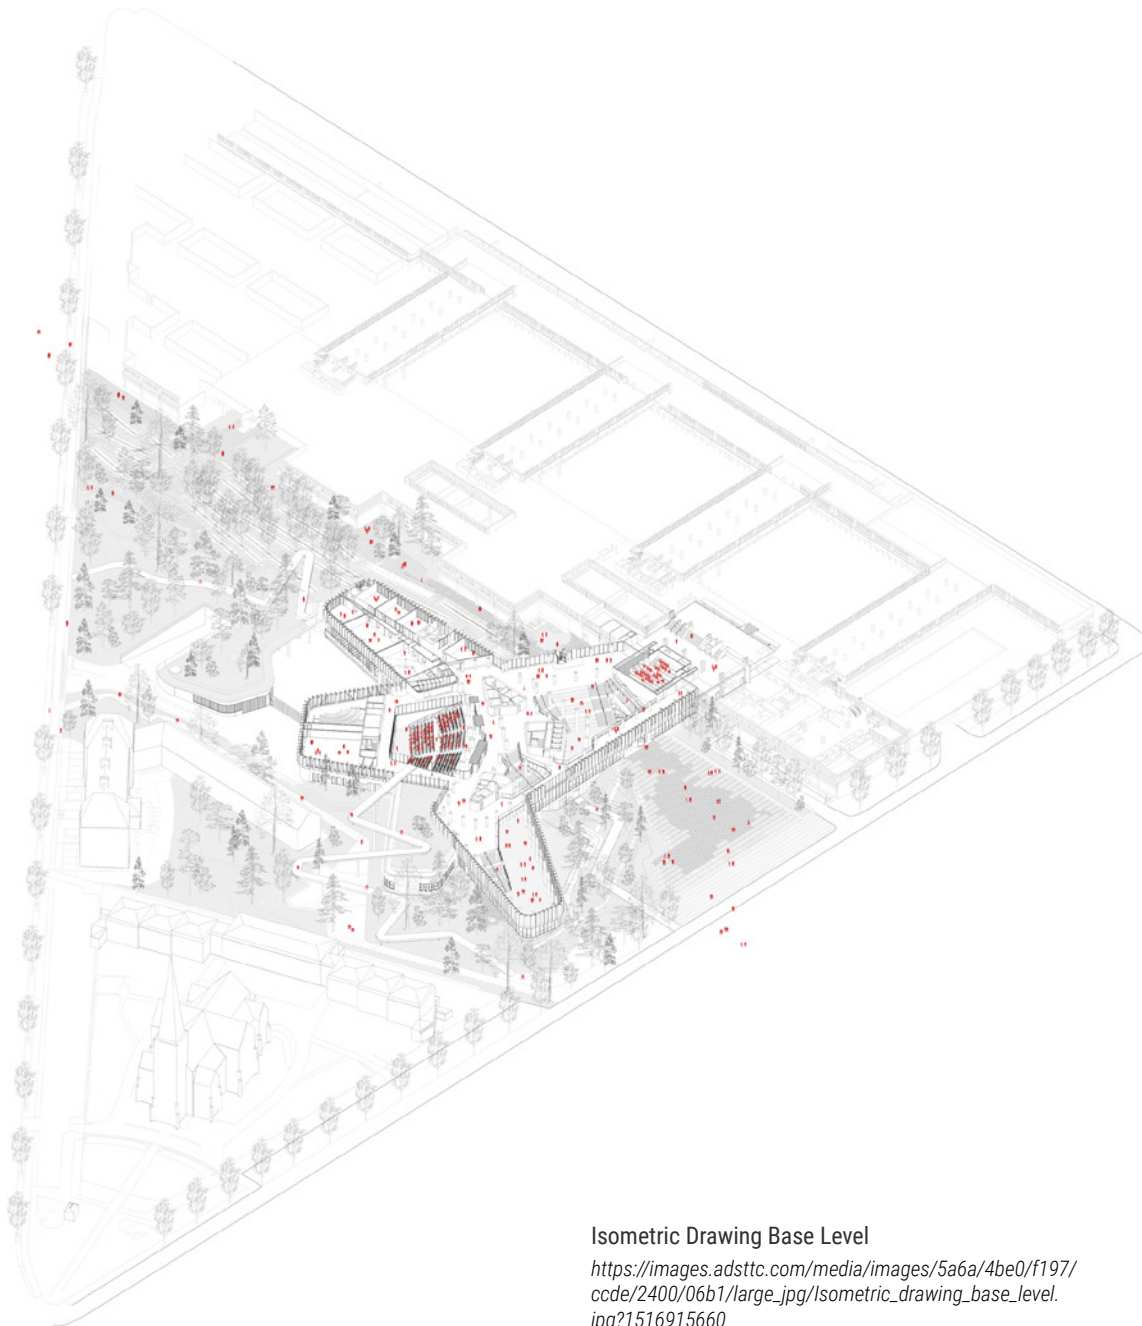 Isometric Drawing Base Level
https://images.adsttc.com/media/images/5a6a/4be0/f197/
ccde/2400/06b1/large_jpg/Isometric_drawing_base_level.
jpg?1516915660